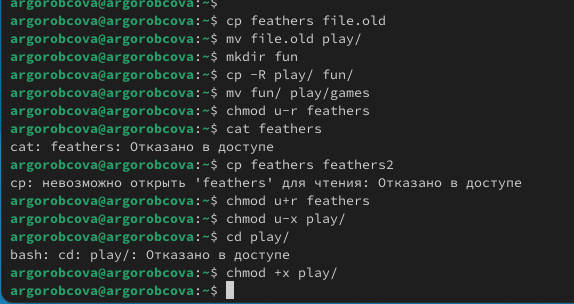 argorobcova@argorobcova:~$
argorobcova@argorobcova:~$ cp feathers file.old
argorobcova@argorobcova:~$ mv file.old play/
argorobcova@argorobcova:~$ mkdir fun
argorobcova@argorobcova:~$ cp -R play/ fun/
argorobcova@argorobcova:~$ mv fun/ play/games
argorobcova@argorobcova:~$ chmod u-r feathers
argorobcova@argorobcova:~$ cat feathers
cat: feathers: Отказано в доступе
argorobcova@argorobcova:~$ cp feathers feathers2
cp: невозможно открыть 'feathers' для чтения: Отказано в доступе
argorobcova@argorobcova:~$ chmod u+r feathers
argorobcova@argorobcova:~$ chmod u-x play/
argorobcova@argorobcova:~$ cd play/
bash: cd: play/: Отказано в доступе
argorobcova@argorobcova:~$ chmod +x play/
argorobcova@argorobcova:~$